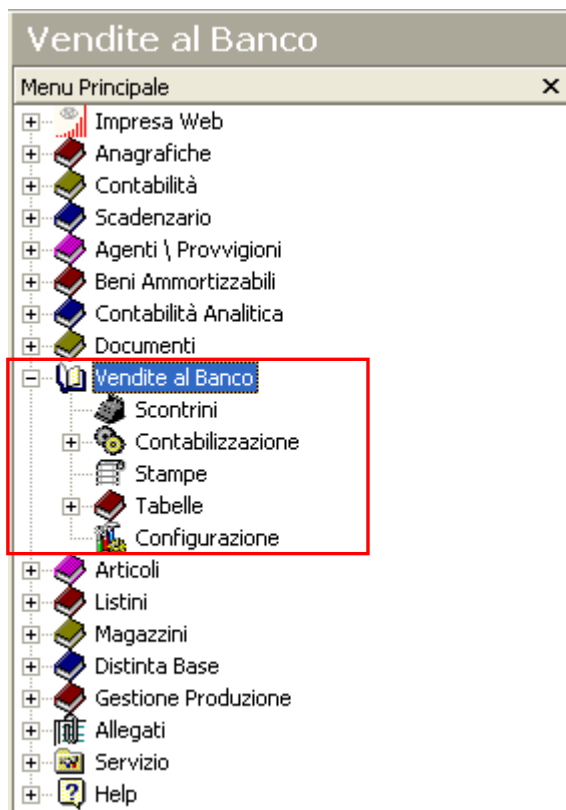 Vendite al Banco
Menu Principale
Impresa Web
Anagrafiche
Contabilità
Scadenzario
Agenti \ Provvigioni
Beni Ammortizzabili
Contabilità Analitica
Documenti
Vendite al Banco
Scontrini
Contabilizzazione
Stampe
Tabelle
Configurazione
Articoli
Listini
Magazzini
Distinta Base
Gestione Produzione
Allegati
Servizio
Help